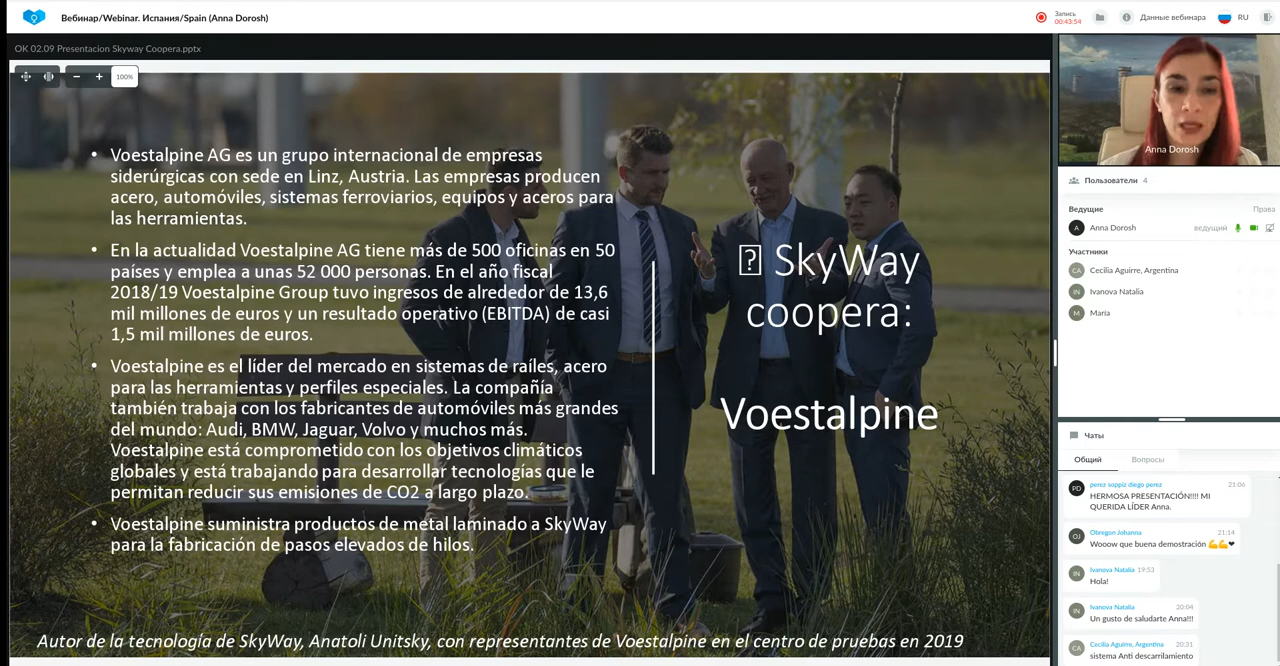 Вебинар/Webinar. Испания/Spain (Anna Dorosh)
Запись
00:43:54
Данные вебинара
RU
OK 02.09 Presentacion Skyway Coopera.pptx
100%
• Voestalpine AG es un grupo internacional de empresas
siderúrgicas con sede en Linz, Austria. Las empresas producen
acero, automóviles, sistemas ferroviarios, equipos y aceros para
las herramientas.
• En la actualidad Voestalpine AG tiene más de 500 oficinas en 50
países y emplea a unas 52 000 personas. En el año fiscal
2018/19 Voestalpine Group tuvo ingresos de alrededor de 13,6
mil millones de euros y un resultado operativo (EBITDA) de casi
1,5 mil millones de euros.
• Voestalpine es el líder del mercado en sistemas de raíles, acero
para las herramientas y perfiles especiales. La compañía
también trabaja con los fabricantes de automóviles más grandes
del mundo: Audi, BMW, Jaguar, Volvo y muchos más.
Voestalpine está comprometido con los objetivos climáticos
globales y está trabajando para desarrollar tecnologías que le
permitan reducir sus emisiones de CO2 a largo plazo.
• Voestalpine suministra productos de metal laminado a SkyWay
para la fabricación de pasos elevados de hilos.
SkyWay
coopera:
Voestalpine
Autor de la tecnología de SkyWay, Anatoli Unitsky, con representantes de Voestalpine en el centro de pruebas en 2019
Anna Dorosh
Пользователи 4
Ведущие Права
A Anna Dorosh ведущий
Участники
CA Cecilia Aguirre, Argentina
IN Ivanova Natalia
M María
Чаты
Общий Вопросы
PD perez soppiz diego perez 21:06
HERMOSA PRESENTACIÓN!!!! MI
QUERIDA LÍDER Anna.
OJ Obregon Johanna 21:14
Wooow que buena demostración 💪💪❤
IN Ivanova Natalia 19:53
Hola!
IN Ivanova Natalia 20:04
Un gusto de saludarte Anna!!!
CA Cecilia Aguirre, Argentina 20:31
sistema Anti descarrilamiento